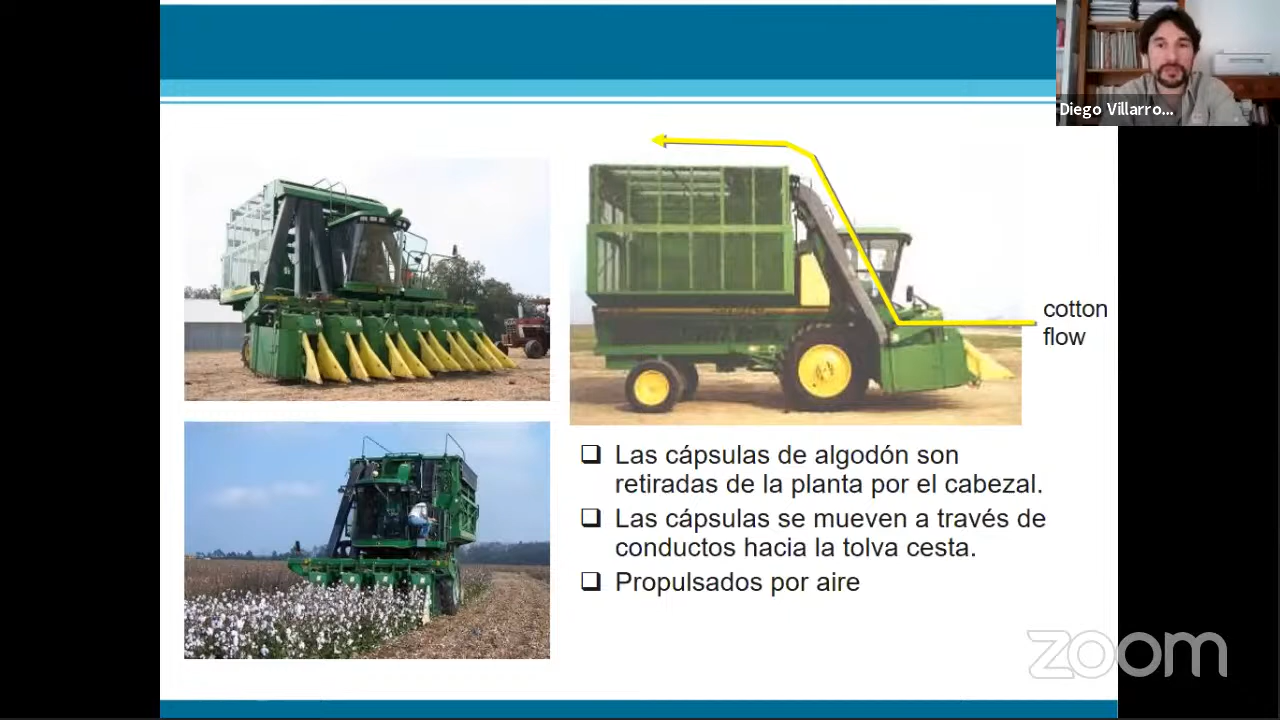 Diego Villarro...
cotton
flow
❑ Las cápsulas de algodón son
retiradas de la planta por el cabezal.
❑ Las cápsulas se mueven a través de
conductos hacia la tolva cesta.
❑ Propulsados por aire
zoom